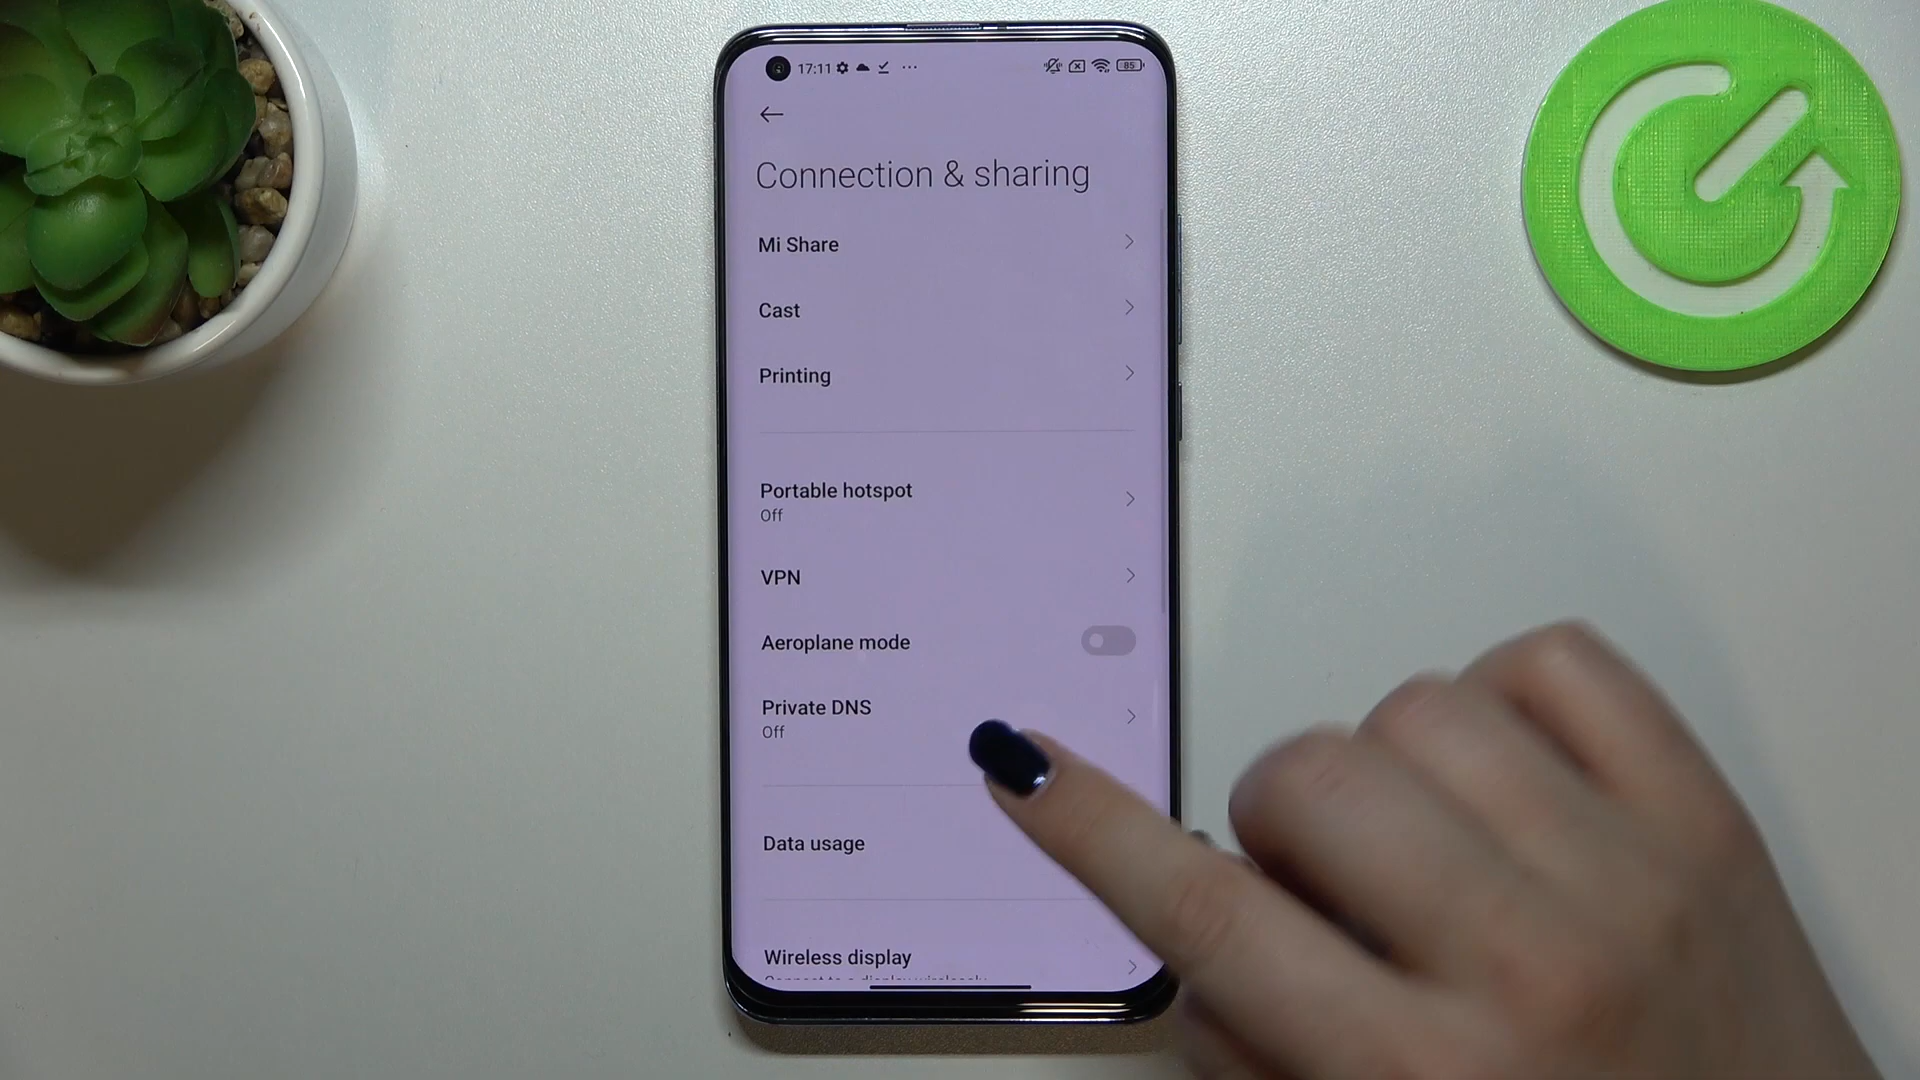 17:11 ... 85
Connection & sharing
Mi Share
Cast
Printing
Portable hotspot
Off
VPN
Aeroplane mode
Private DNS
Off
Data usage
Wireless display